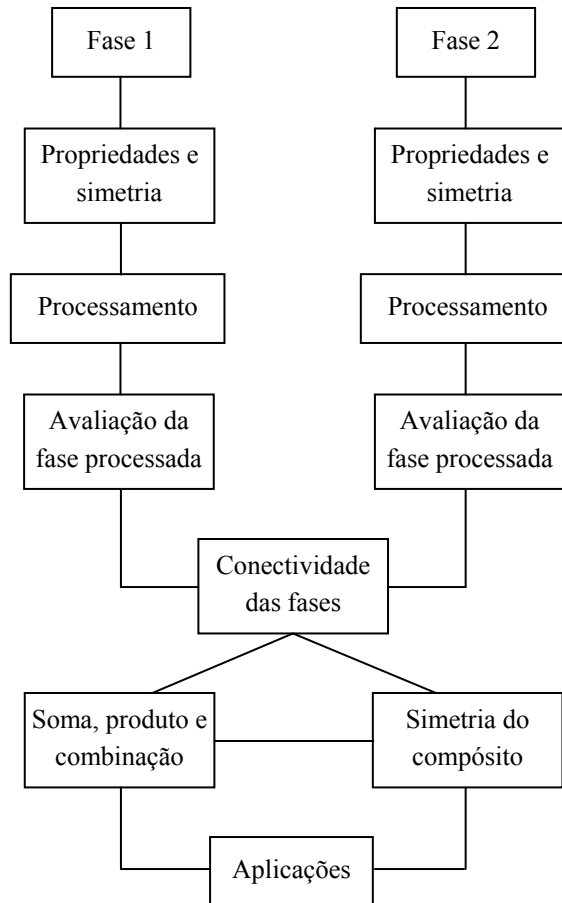 Fase 1
Fase 2
Propriedades e
simetria
Propriedades e
simetria
Processamento
Processamento
Avaliação da
fase processada
Avaliação da
fase processada
Conectividade
das fases
Soma, produto e
combinação
Simetria do
compósito
Aplicações